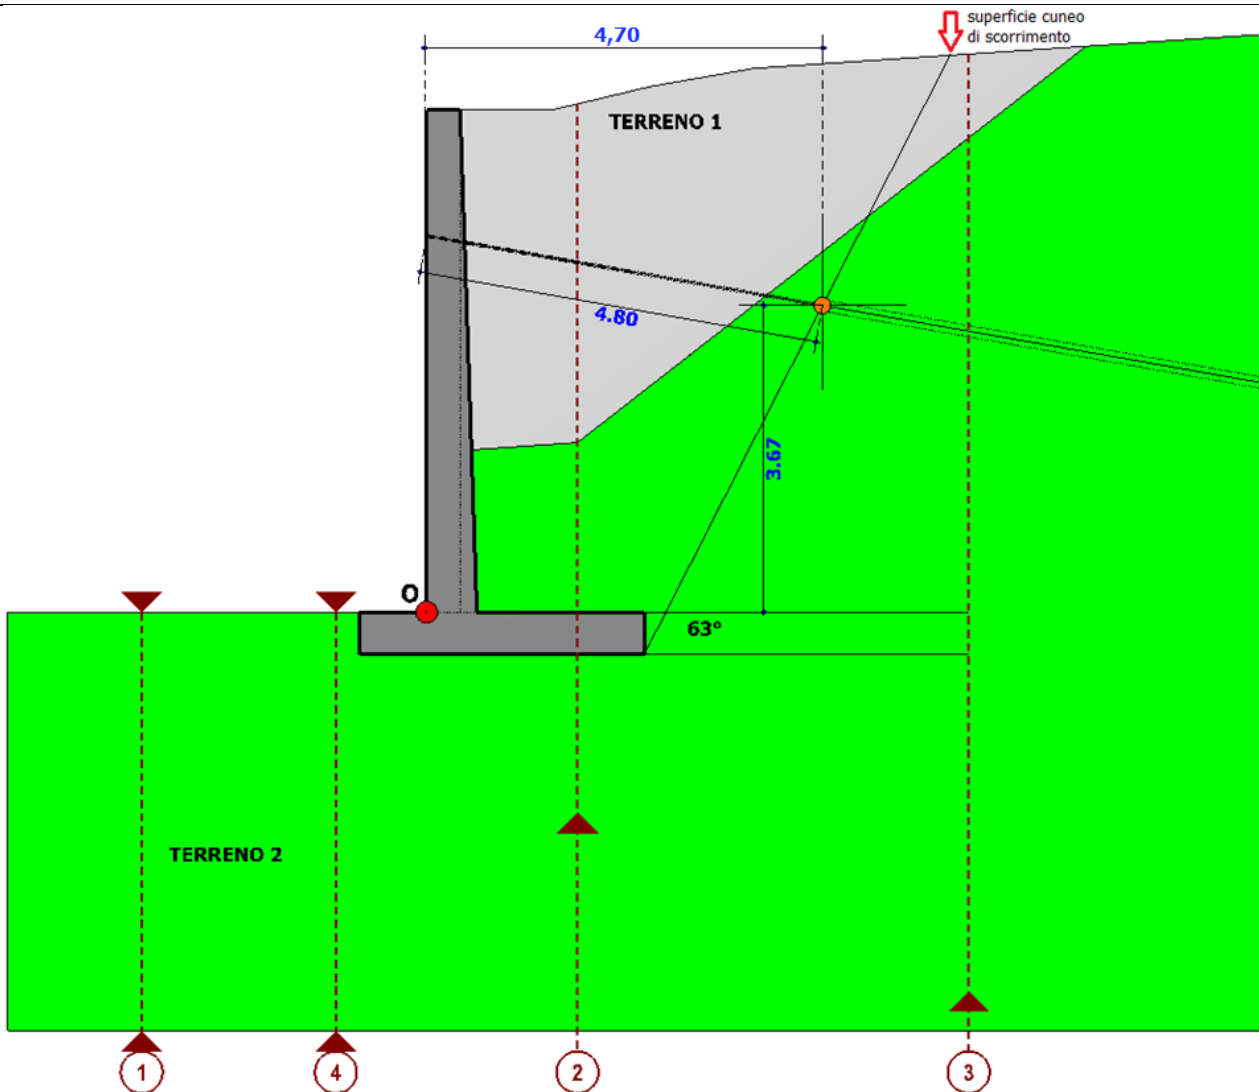 superficie cuneo
di scorrimento
4,70
TERRENO 1
4.80
3.67
O
63°
TERRENO 2
1
4
2
3